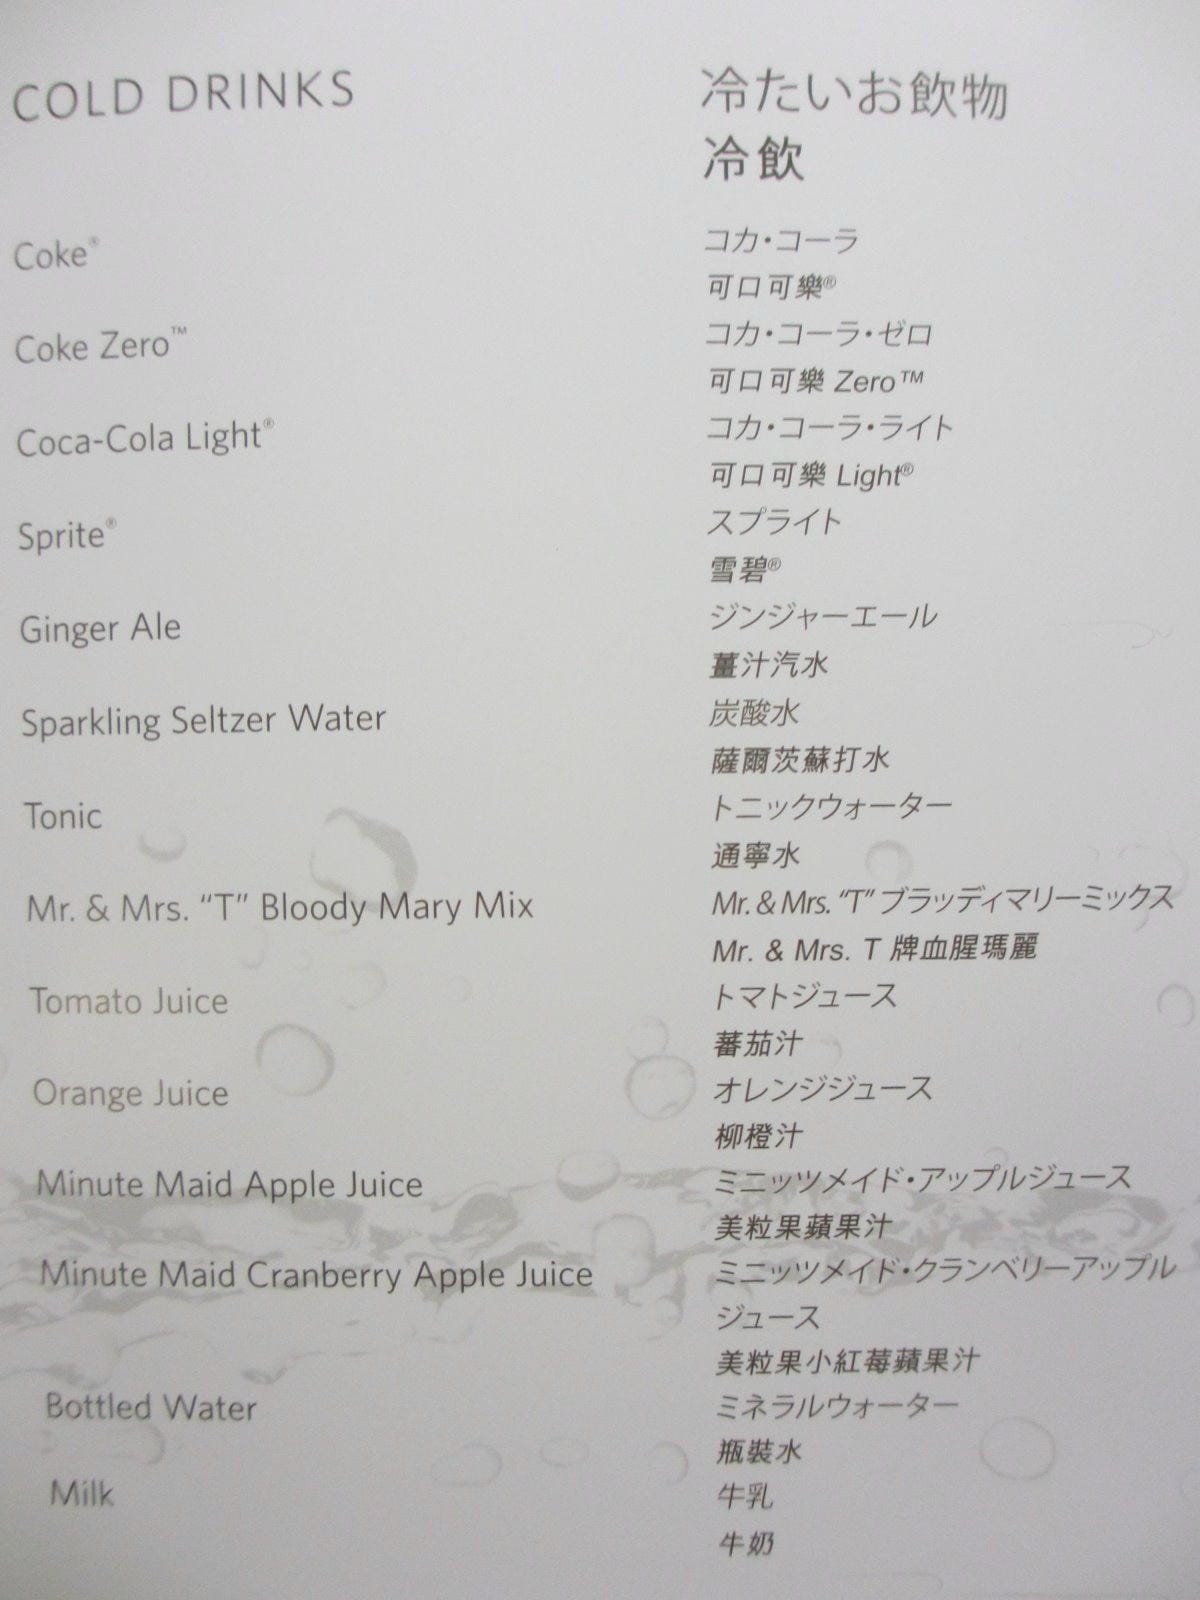 COLD DRINKS
冷たいお飲物
冷飲
Coke®
コカ・コーラ
可口可樂®
Coke Zero™
コカ・コーラ・ゼロ
可口可樂 Zero™
Coca-Cola Light®
コカ・コーラ・ライト
可口可樂 Light®
Sprite®
スプライト
雪碧®
Ginger Ale
ジンジャーエール
薑汁汽水
Sparkling Seltzer Water
炭酸水
薩爾茨蘇打水
Tonic
トニックウォーター
通寧水
Mr. & Mrs. “T” Bloody Mary Mix
Mr. & Mrs. “T” ブラッディマリーミックス
Mr. & Mrs. T 牌血腥瑪麗
Tomato Juice
トマトジュース
蕃茄汁
Orange Juice
オレンジジュース
柳橙汁
Minute Maid Apple Juice
ミニッツメイド・アップルジュース
美粒果蘋果汁
Minute Maid Cranberry Apple Juice
ミニッツメイド・クランベリーアップル
ジュース
美粒果小紅莓蘋果汁
Bottled Water
ミネラルウォーター
瓶裝水
Milk
牛乳
牛奶